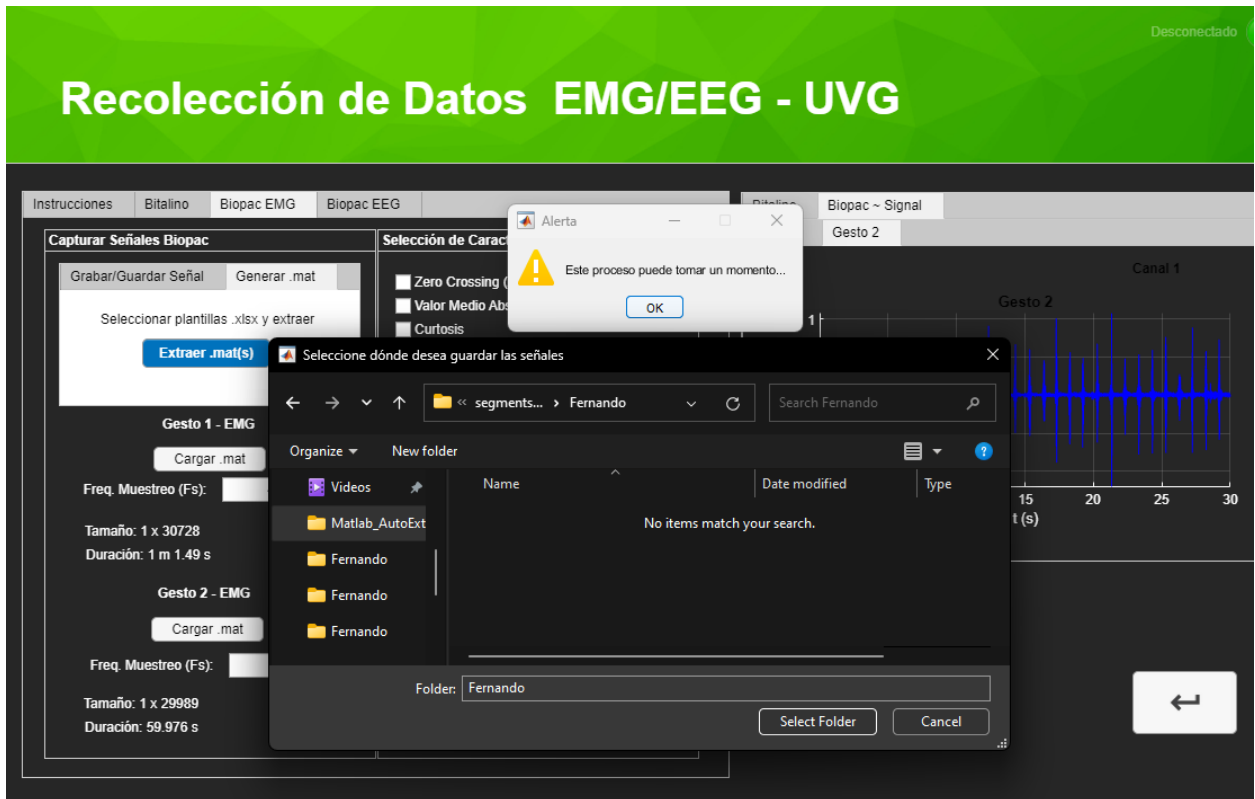 Desconectado
Recolección de Datos EMG/EEG - UVG
Instrucciones Bitalino Biopac EMG Biopac EEG
Capturar Señales Biopac
Grabar/Guardar Señal Generar .mat
Seleccionar plantillas .xlsx y extraer
Extraer .mat(s)
Gesto 1 - EMG
Cargar .mat
Freq. Muestreo (Fs):
Tamaño: 1 x 30728
Duración: 1 m 1.49 s
Gesto 2 - EMG
Cargar .mat
Freq. Muestreo (Fs):
Tamaño: 1 x 29989
Duración: 59.976 s
Selección de Carac
Zero Crossing (
Valor Medio Abs
Curtosis
Alerta
Este proceso puede tomar un momento...
OK
Bitalino Biopac ~ Signal
Gesto 2
Canal 1
Gesto 2
1
15 20 25 30
t (s)
Seleccione dónde desea guardar las señales
« segments... › Fernando
Search Fernando
Organize New folder
Name Date modified Type
Videos
Matlab_AutoExt
Fernando
Fernando
Fernando
No items match your search.
Folder: Fernando
Select Folder Cancel